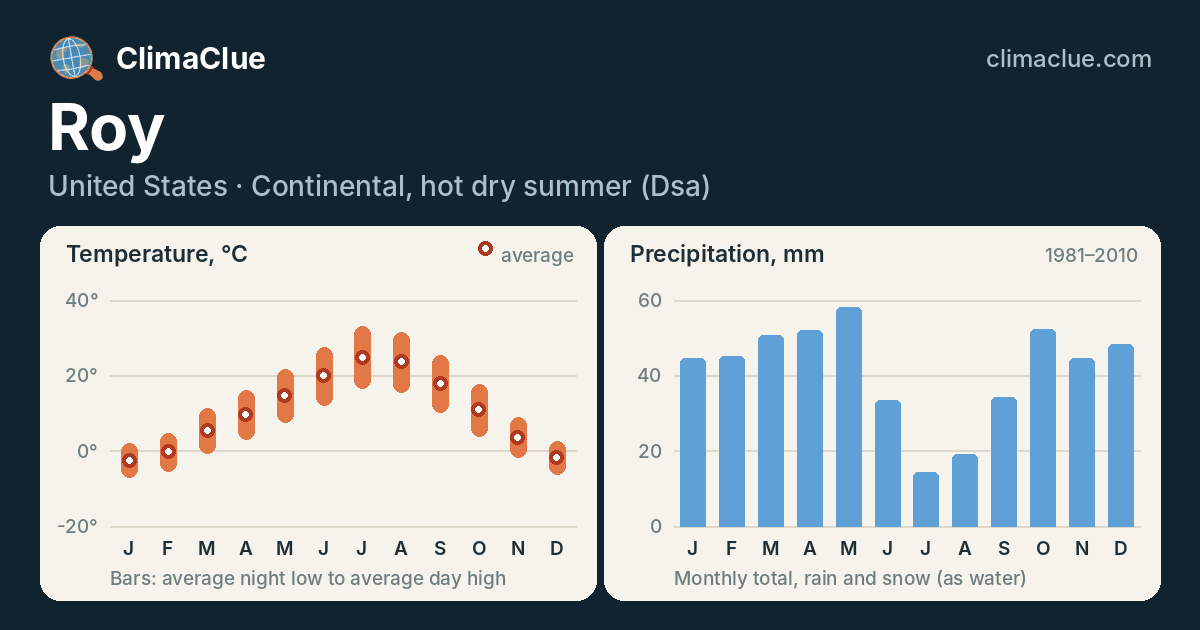 ClimaClue
climaclue.com
Roy
United States · Continental, hot dry summer (Dsa)
Temperature, °C
average
40°
20°
0°
-20°
J F M A M J J A S O N D
Bars: average night low to average day high
Precipitation, mm
1981–2010
60
40
20
0
J F M A M J J A S O N D
Monthly total, rain and snow (as water)